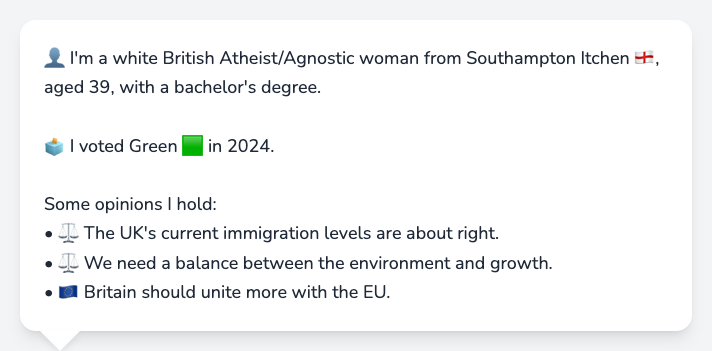 👤 I'm a white British Atheist/Agnostic woman from Southampton Itchen 🏴󠁧󠁢󠁥󠁮󠁧󠁿,
aged 39, with a bachelor's degree.
🗳️ I voted Green 🟩 in 2024.
Some opinions I hold:
• ⚖️ The UK's current immigration levels are about right.
• ⚖️ We need a balance between the environment and growth.
• 🇪🇺 Britain should unite more with the EU.